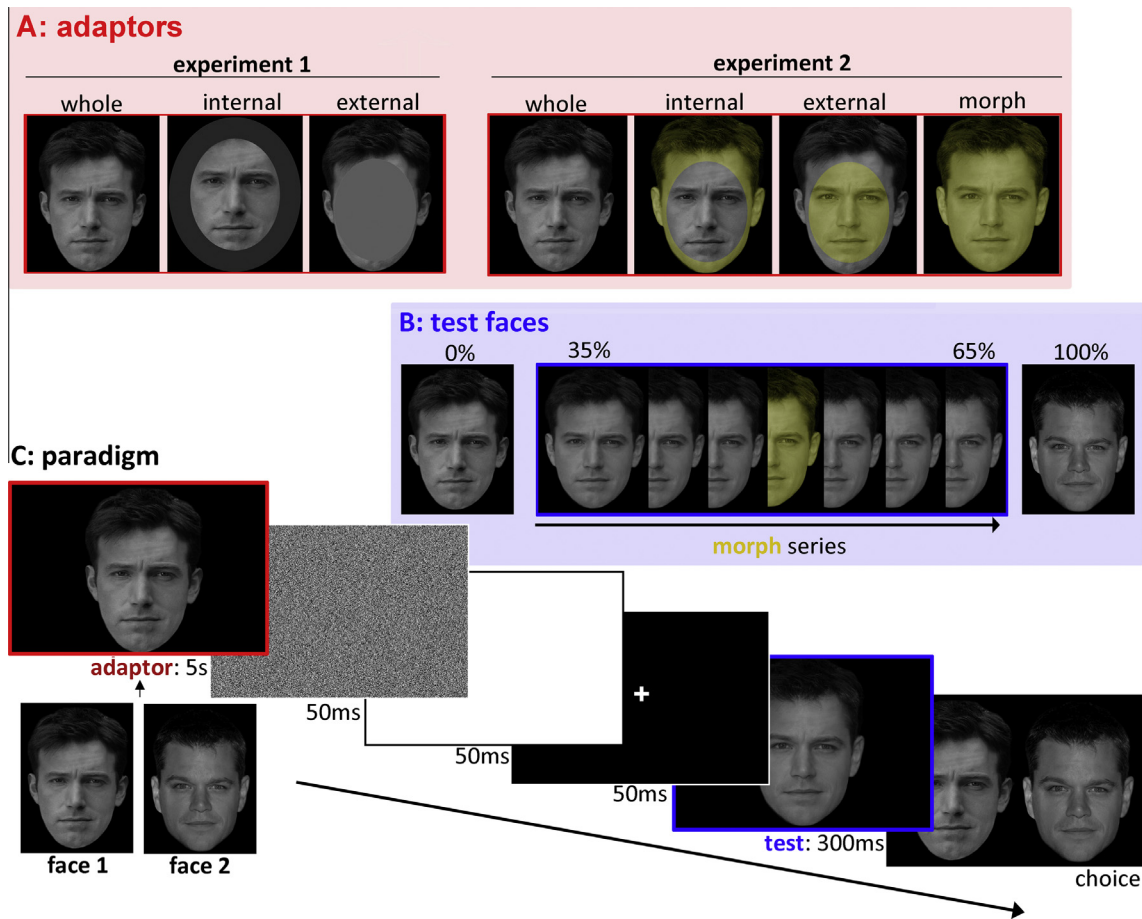 A: adaptors
experiment 1
experiment 2
whole internal external
whole internal external morph
B: test faces
0% 35% 65% 100%
morph series
C: paradigm
adaptor: 5s
50ms
50ms
+
50ms
test: 300ms
choice
face 1 face 2